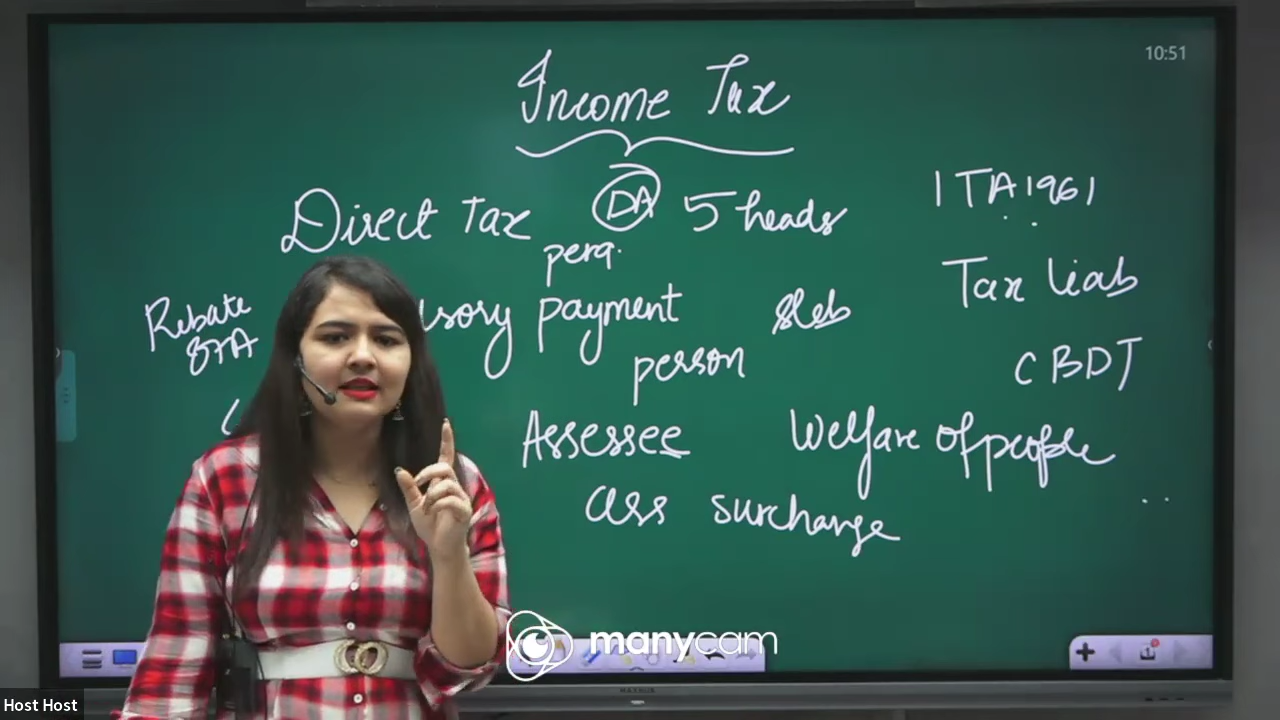 10:51
Income Tax
Direct Tax DA 5 heads ITA 1961
perq.
Rebate 87A payment slab Tax liab
person CBDT
Assessee Welfare of people
cess surcharge
manycam
Host Host